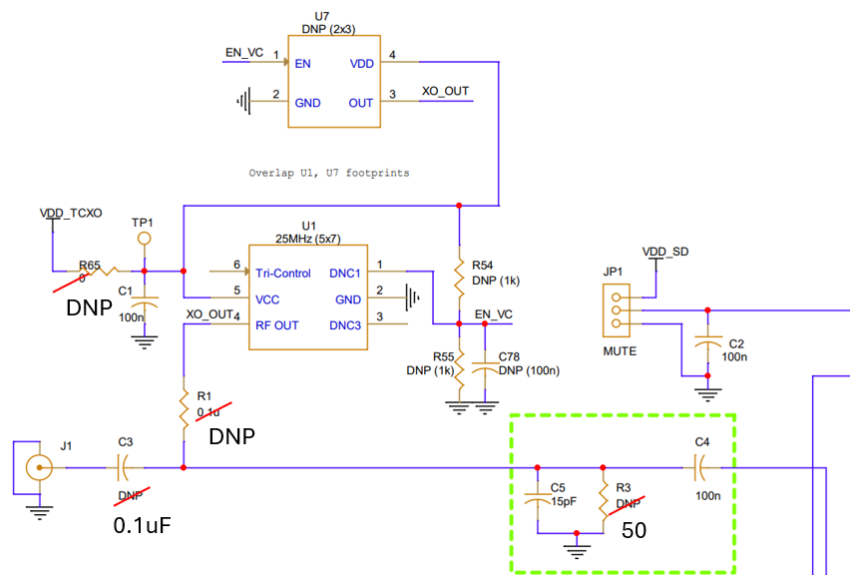 U7
DNP (2x3)
EN_VC 1 EN VDD 4
2 GND OUT 3 XO_OUT
Overlap U1, U7 footprints
VDD_TCXO
TP1
U1
25MHz (5x7)
R65
0
DNP
C1
100n
6 Tri-Control DNC1 1
5 VCC GND 2
XO_OUT 4 RF OUT DNC3 3
R54
DNP (1k)
EN_VC
R55
DNP (1k)
C78
DNP (100n)
VDD_SD
JP1
MUTE
C2
100n
R1
0.1u
DNP
J1
C3
DNP
0.1uF
C5
15pF
R3
DNP
50
C4
100n